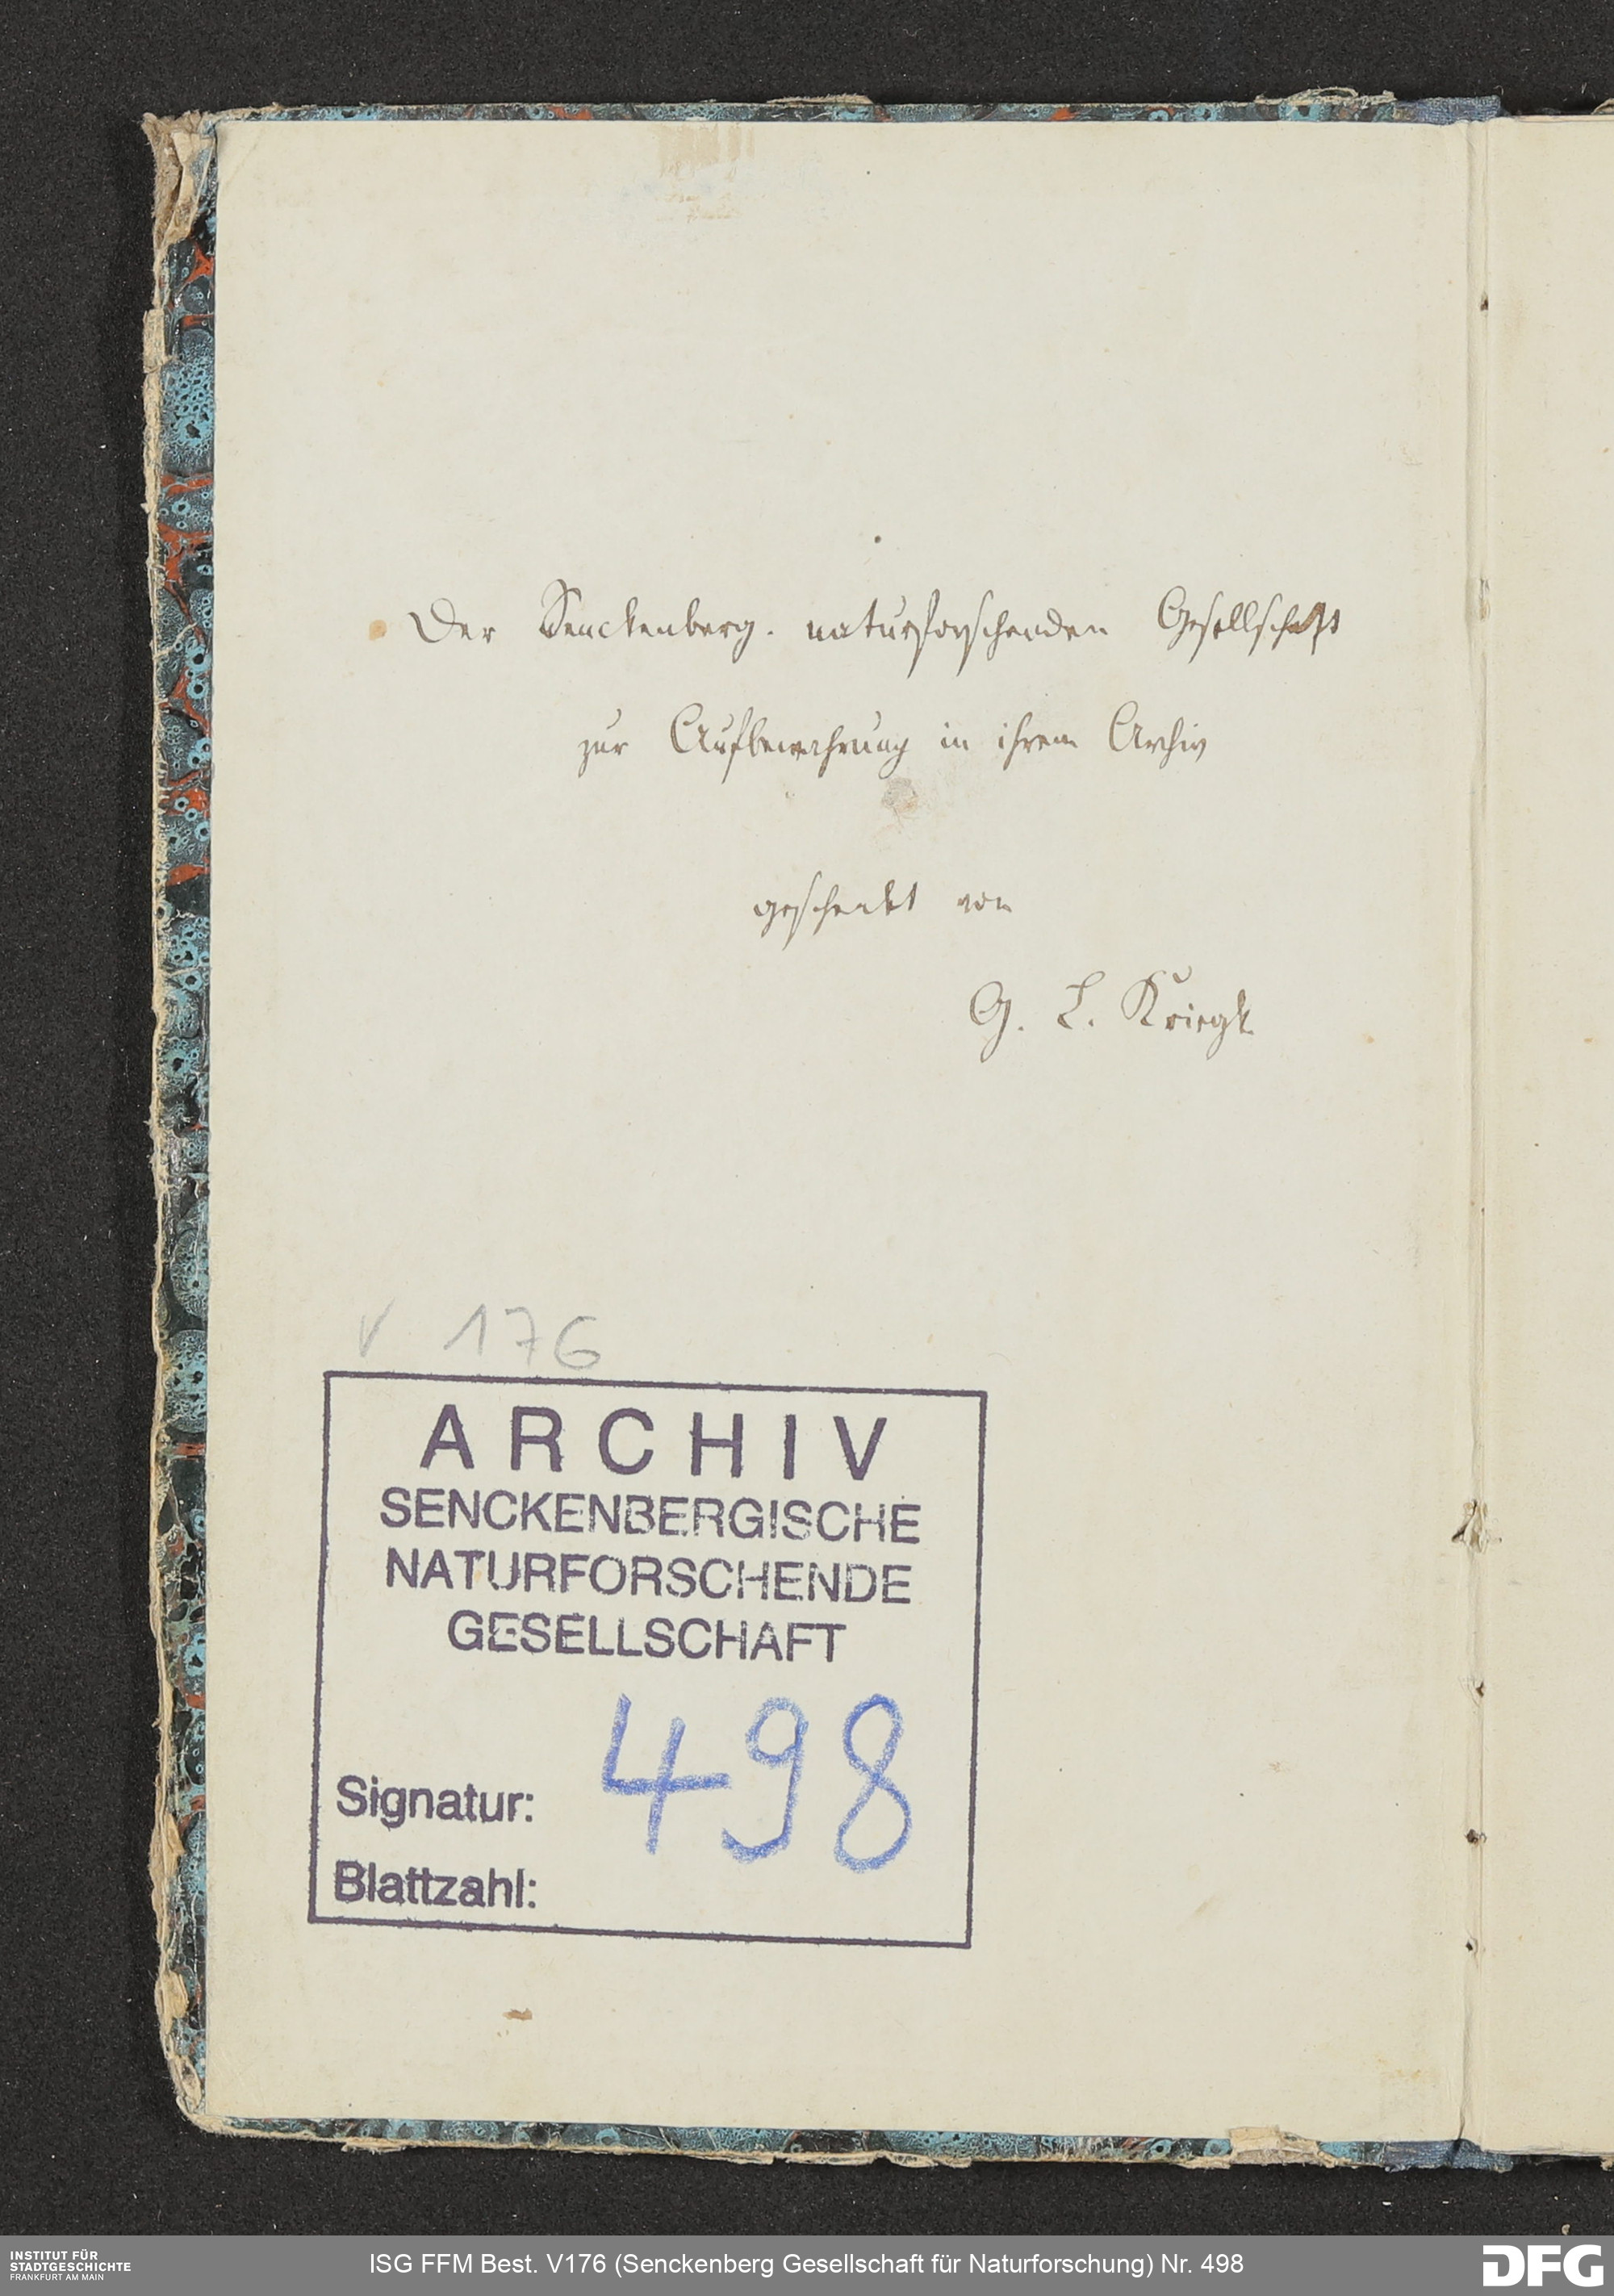 Der Senckenberg. naturforschenden Gesellschaft
zur Aufbewahrung in ihrem Archiv
geschenkt von
G. L. Kriegk
V 176
ARCHIV
SENCKENBERGISCHE
NATURFORSCHENDE
GESELLSCHAFT
Signatur: 498
Blattzahl:
INSTITUT FÜR
STADTGESCHICHTE
FRANKFURT AM MAIN
ISG FFM Best. V176 (Senckenberg Gesellschaft für Naturforschung) Nr. 498
DFG